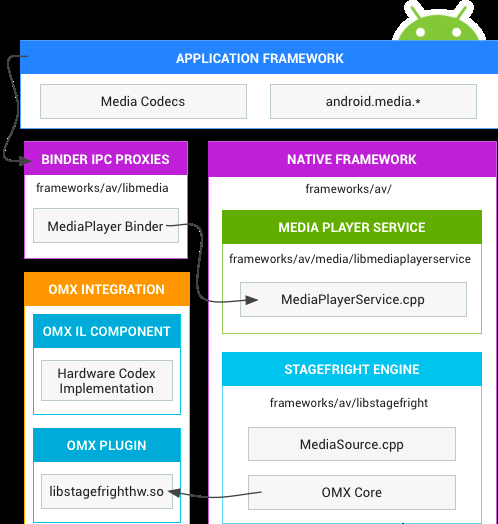 APPLICATION FRAMEWORK
Media Codecs
android.media.*
BINDER IPC PROXIES
frameworks/av/libmedia
MediaPlayer Binder
NATIVE FRAMEWORK
frameworks/av/
MEDIA PLAYER SERVICE
frameworks/av/media/libmediaplayerservice
MediaPlayerService.cpp
OMX INTEGRATION
OMX IL COMPONENT
Hardware Codex
Implementation
OMX PLUGIN
libstagefrighthw.so
STAGEFRIGHT ENGINE
frameworks/av/libstagefright
MediaSource.cpp
OMX Core